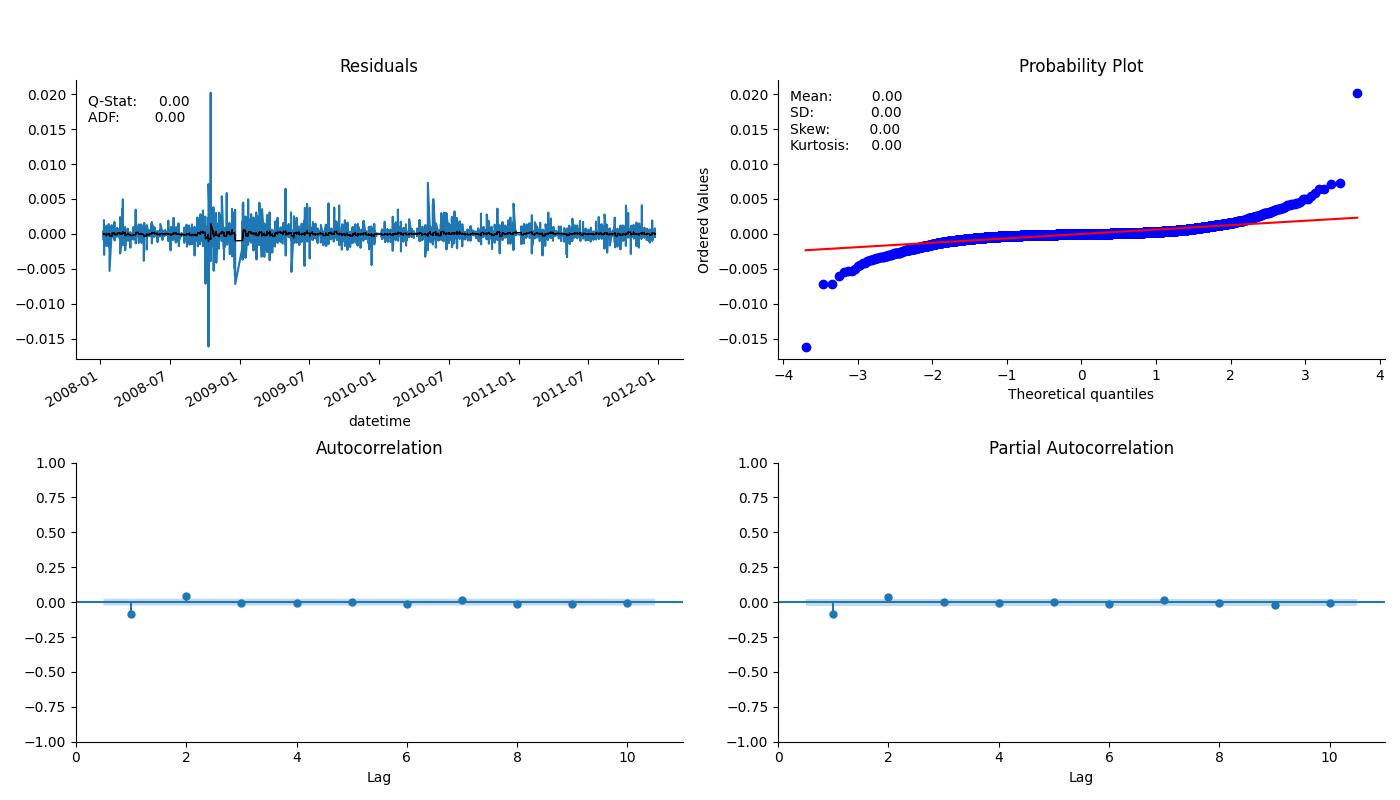 Residuals
Q-Stat: 0.00
ADF: 0.00
0.020
0.015
0.010
0.005
0.000
−0.005
−0.010
−0.015
2008-01
2008-07
2009-01
2009-07
2010-01
2010-07
2011-01
2011-07
2012-01
datetime
Probability Plot
Mean: 0.00
SD: 0.00
Skew: 0.00
Kurtosis: 0.00
Ordered Values
0.020
0.015
0.010
0.005
0.000
−0.005
−0.010
−0.015
−4 −3 −2 −1 0 1 2 3 4
Theoretical quantiles
Autocorrelation
1.00
0.75
0.50
0.25
0.00
−0.25
−0.50
−0.75
−1.00
0 2 4 6 8 10
Lag
Partial Autocorrelation
1.00
0.75
0.50
0.25
0.00
−0.25
−0.50
−0.75
−1.00
0 2 4 6 8 10
Lag